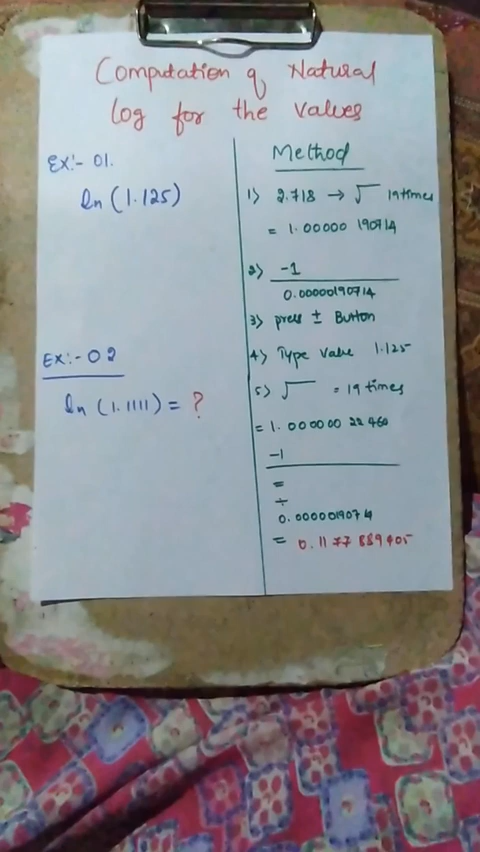 Computation of Natural
Log for the values
Ex:- 01.
ln (1.125)
Ex:- 02
ln (1.1111) = ?
Method
1) 2.718 → √ 19 times
= 1.00000 190714
2) -1
0.00000190714
3) press ± Button
4) Type Value 1.125
5) √ = 19 times
= 1.000000 22460
-1
=
÷
0.00000190714
= 0.1177889405